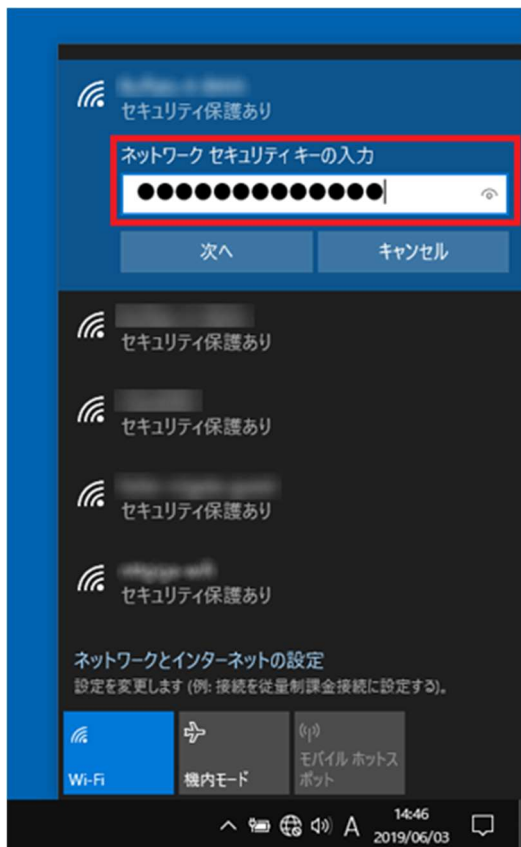 セキュリティ保護あり
ネットワーク セキュリティ キーの入力
●●●●●●●●●●●●●
次へ
キャンセル
セキュリティ保護あり
セキュリティ保護あり
セキュリティ保護あり
セキュリティ保護あり
ネットワークとインターネットの設定
設定を変更します (例: 接続を従量制課金接続に設定する)。
Wi-Fi
機内モード
モバイル ホットス
ポット
A
14:46
2019/06/03